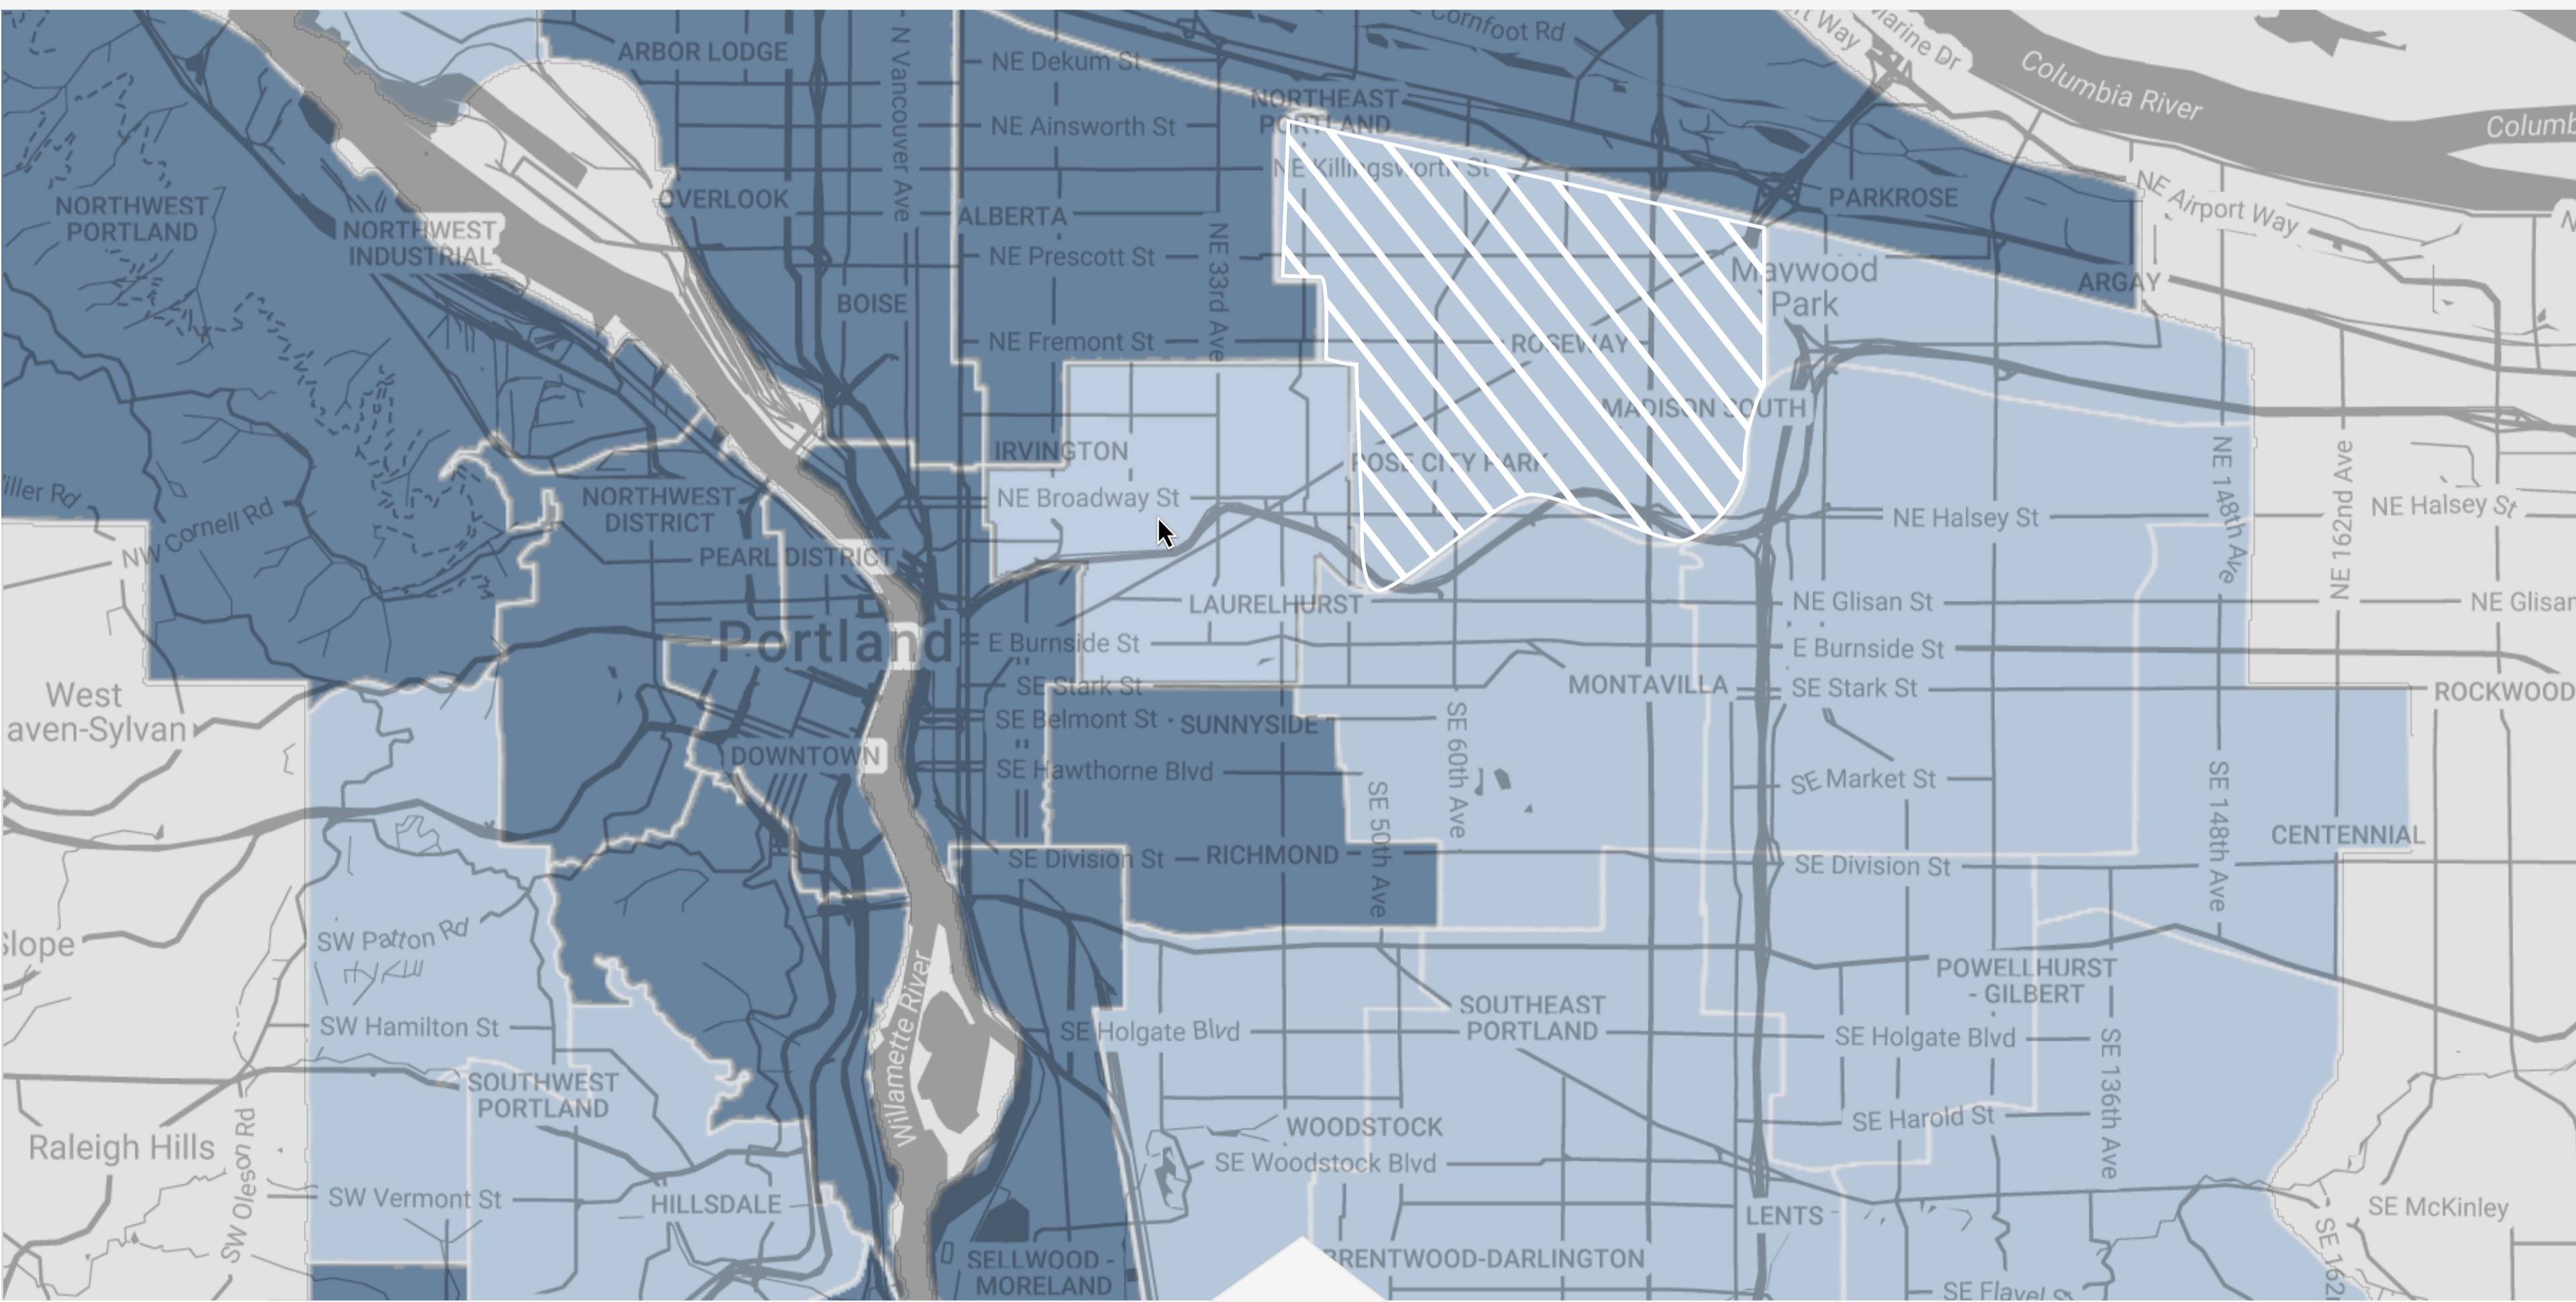 ARBOR LODGE
N Vancouver Ave
NE Dekum St
Cornfoot Rd
Marine Dr
Columbia River
NORTHEAST
PORTLAND
NE Ainsworth St
NE Killingsworth St
PARKROSE
NE Airport Way
NORTHWEST
PORTLAND
NORTHWEST
INDUSTRIAL
OVERLOOK
ALBERTA
NE Prescott St
NE 33rd Ave
Maywood
Park
ARGAY
BOISE
NE Fremont St
ROSEWAY
MADISON SOUTH
IRVINGTON
ROSE CITY PARK
NE 148th Ave
NE 162nd Ave
NW Cornell Rd
NORTHWEST
DISTRICT
NE Broadway St
NE Halsey St
NE Halsey St
PEARL DISTRICT
LAURELHURST
NE Glisan St
NE Glisan
Portland
E Burnside St
E Burnside St
West
aven-Sylvan
SE Stark St
MONTAVILLA
SE Stark St
ROCKWOOD
SE Belmont St
SUNNYSIDE
DOWNTOWN
SE Hawthorne Blvd
SE 60th Ave
SE 50th Ave
SE Market St
SE 148th Ave
CENTENNIAL
SE Division St
RICHMOND
SE Division St
Slope
SW Patton Rd
Willamette River
POWELLHURST
- GILBERT
SW Hamilton St
SE Holgate Blvd
SOUTHEAST
PORTLAND
SE Holgate Blvd
SE 136th Ave
SOUTHWEST
PORTLAND
Raleigh Hills
SW Oleson Rd
WOODSTOCK
SE Woodstock Blvd
SE Harold St
SW Vermont St
HILLSDALE
LENTS
SE McKinley
SELLWOOD -
MORELAND
BRENTWOOD-DARLINGTON
SE Flavel St